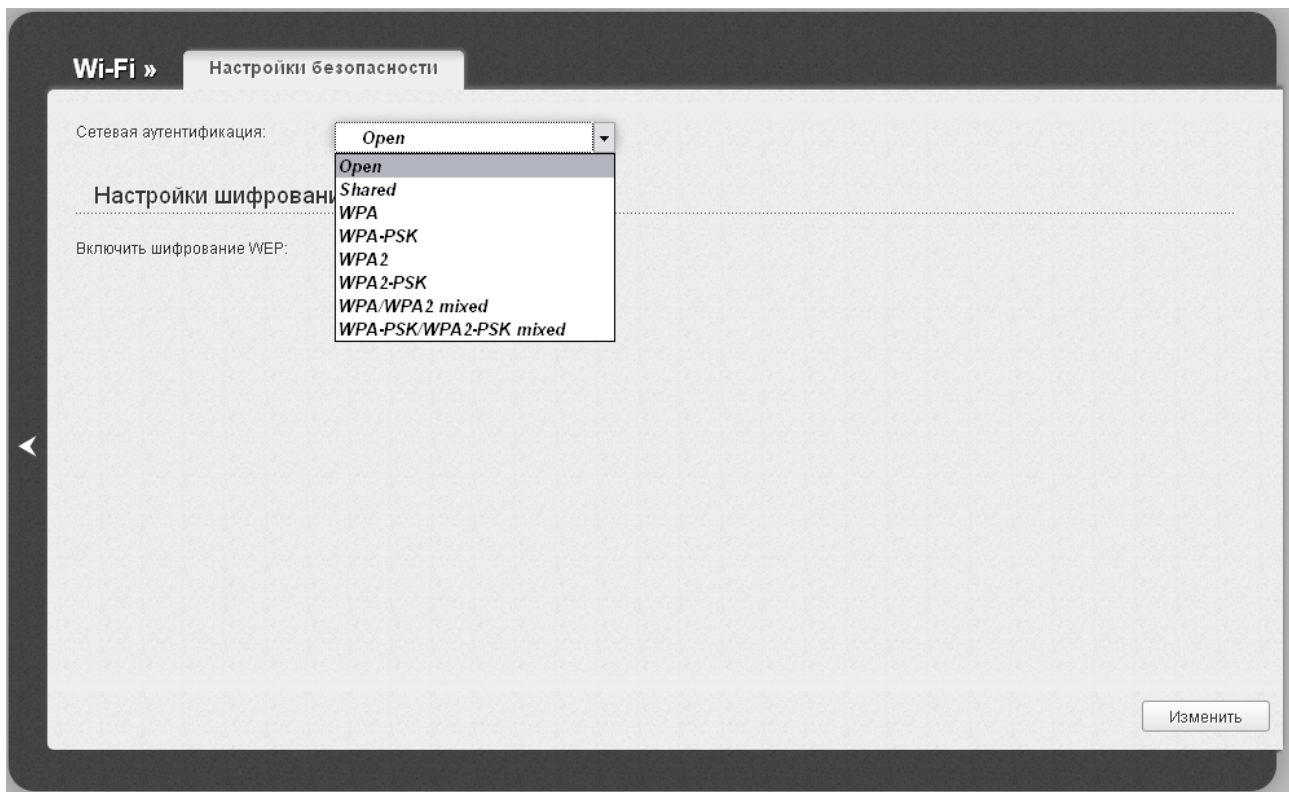 Wi-Fi »
Настройки безопасности
Сетевая аутентификация:
Open
Open
Настройки шифровани
Shared
WPA
WPA-PSK
Включить шифрование WEP:
WPA2
WPA2-PSK
WPA/WPA2 mixed
WPA-PSK/WPA2-PSK mixed
Изменить